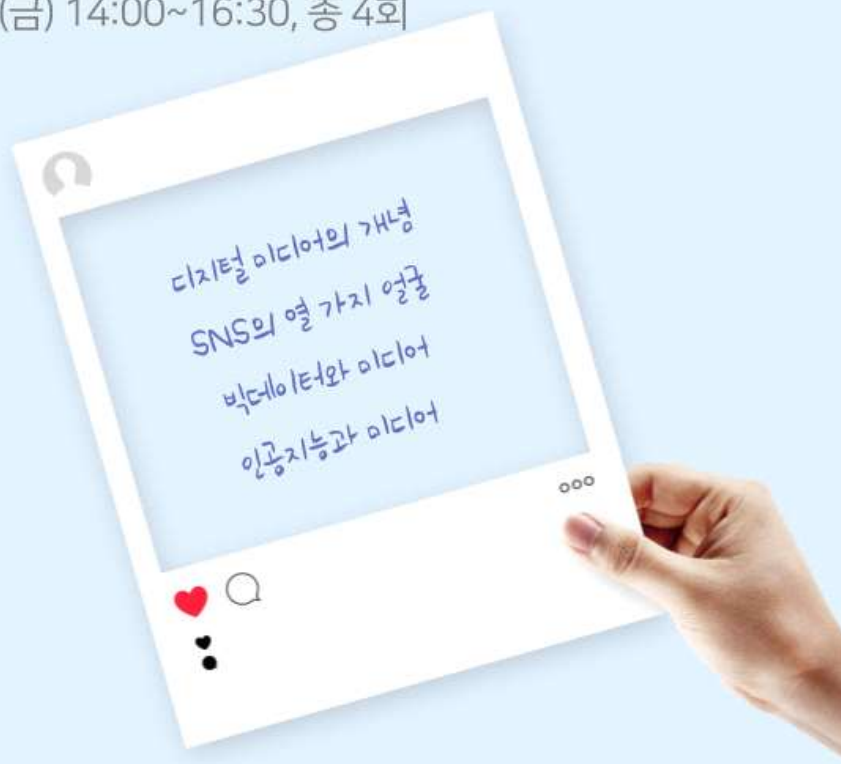 (금) 14:00~16:30, 총 4회
디지털 미디어의 개념
SNS의 열 가지 얼굴
빅데이터와 미디어
인공지능과 미디어